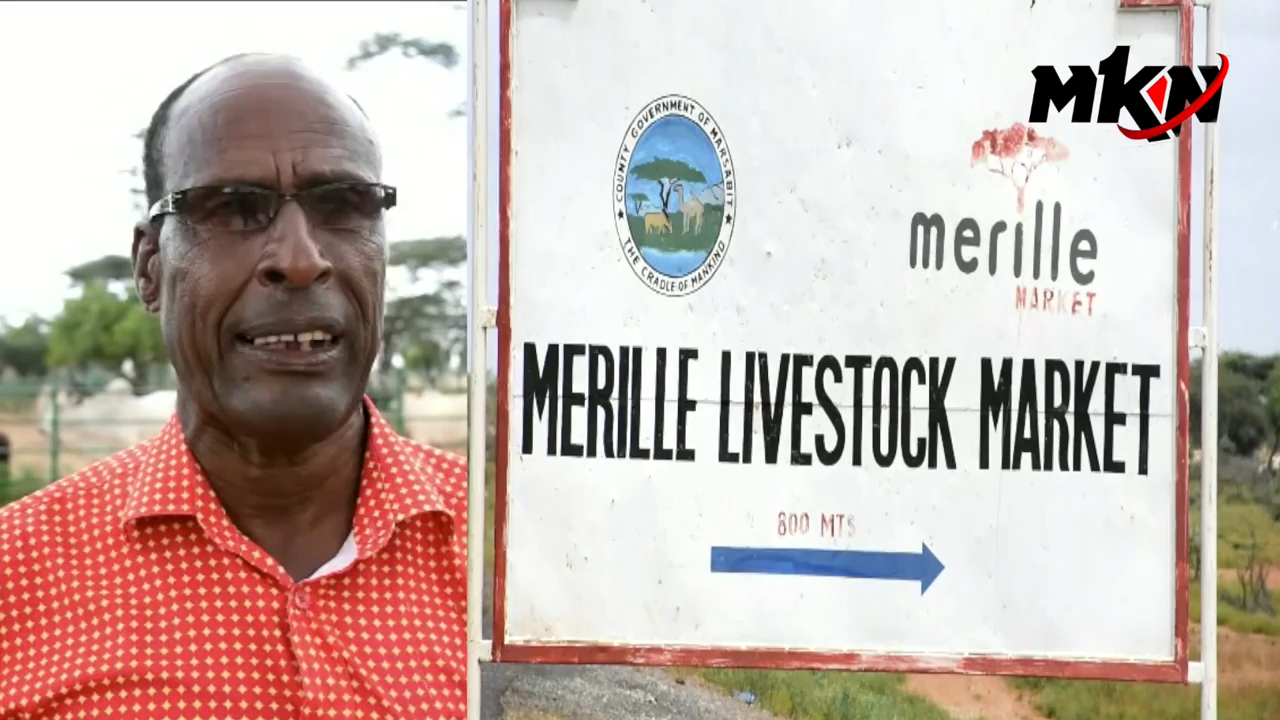 MKN
COUNTY GOVERNMENT OF MARSABIT
THE CRADLE OF MANKIND
merille
MARKET
MERILLE LIVESTOCK MARKET
800 MTS